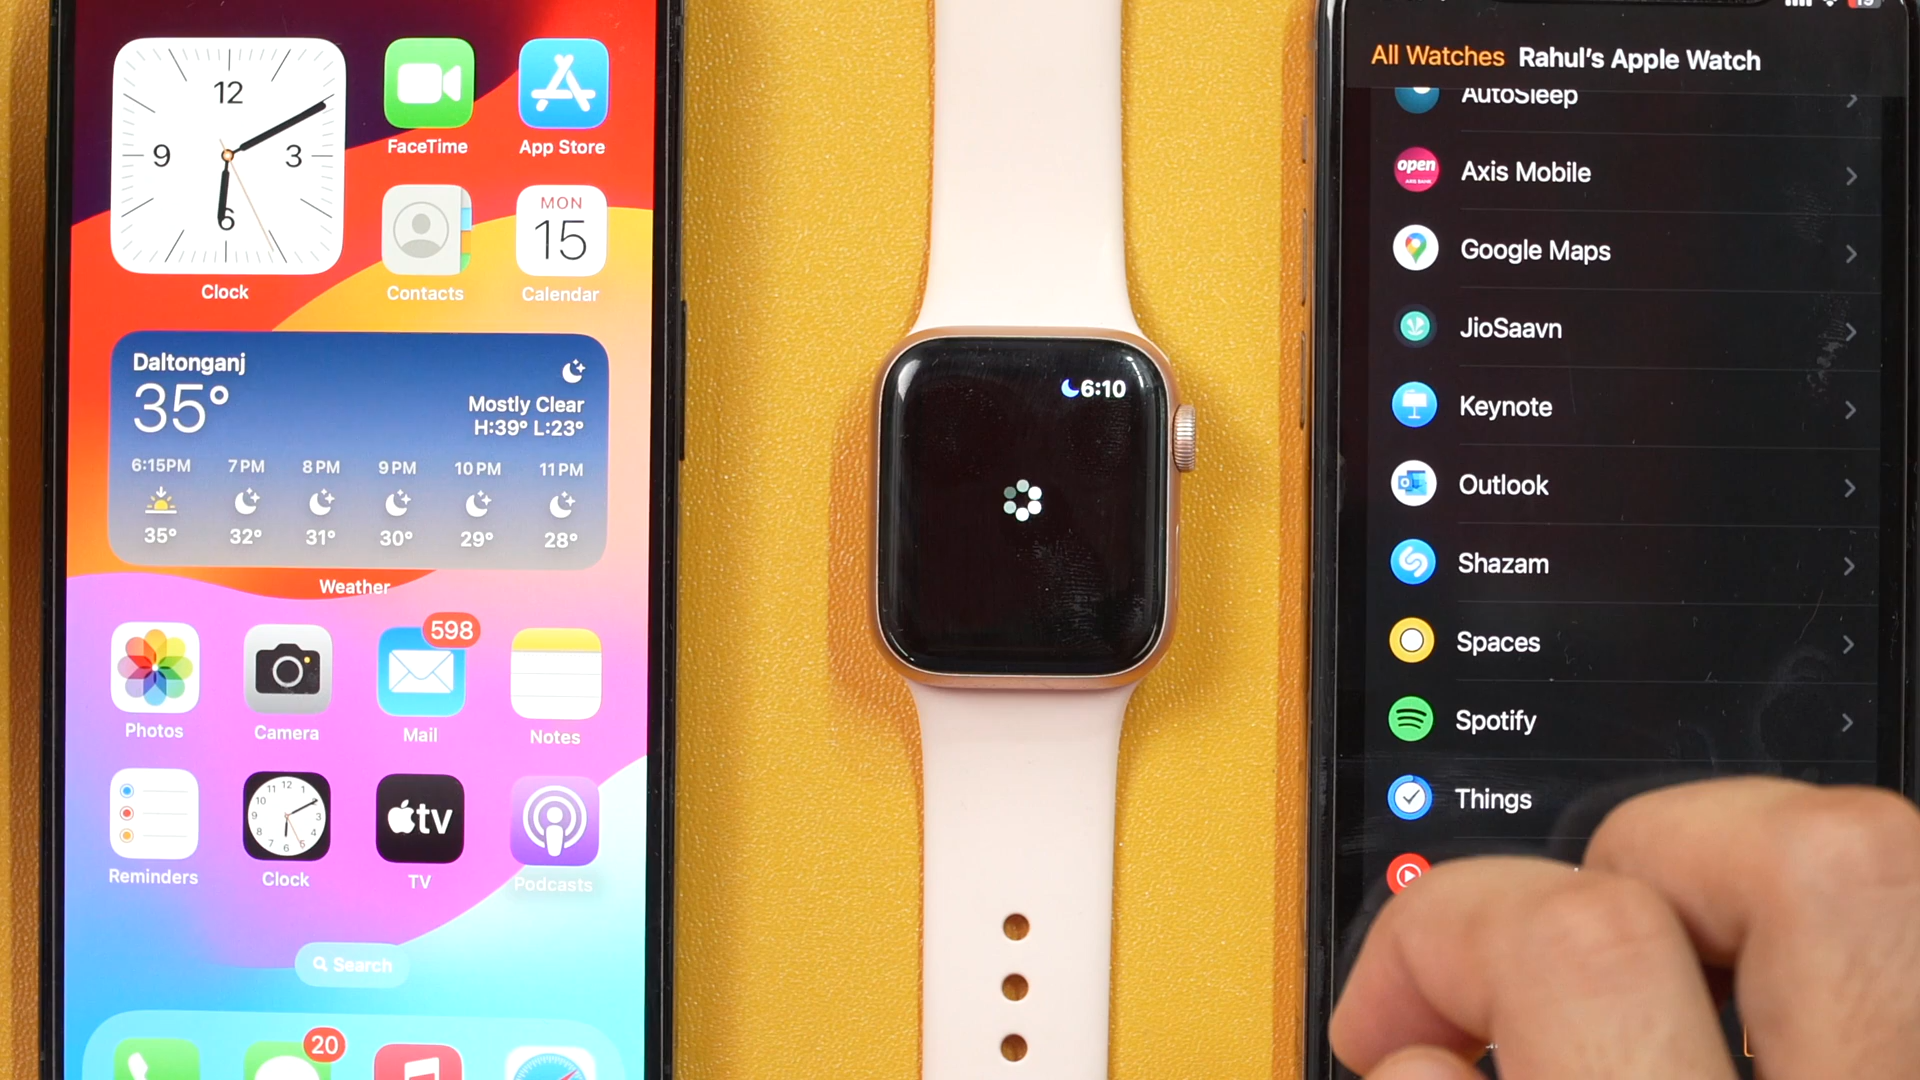 12
9
3
6
Clock
FaceTime
App Store
Contacts
MON
15
Calendar
Daltonganj
35°
Mostly Clear
H:39° L:23°
6:15PM 7PM 8PM 9PM 10PM 11PM
35° 32° 31° 30° 29° 28°
Weather
598
Photos
Camera
Mail
Notes
Reminders
Clock
tv
TV
Podcasts
Search
20
6:10
All Watches Rahul's Apple Watch
AutoSleep
open
AXIS BANK
Axis Mobile
Google Maps
JioSaavn
Keynote
Outlook
Shazam
Spaces
Spotify
Things